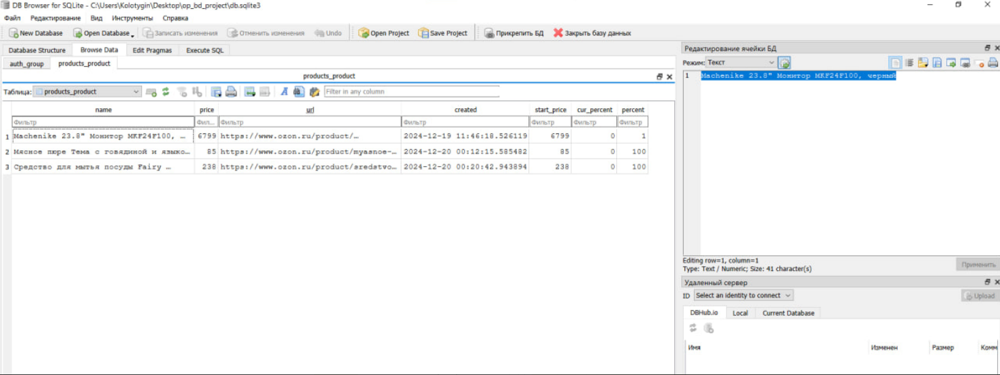 DB Browser for SQLite - C:\Users\Kolotygin\Desktop\op_bd_project\db.sqlite3
Файл Редактирование Вид Инструменты Справка
New Database Open Database Записать изменения Отменить изменения Undo Open Project Save Project Прикрепить БД Закрыть базу данных
Database Structure Browse Data Edit Pragmas Execute SQL
auth_group products_product
products_product
Таблица: products_product Filter in any column
name price url created start_price cur_percent percent
Фильтр Фил... Фильтр Фильтр Фильтр Фильтр Фильтр
1 Machenike 23.8" Монитор MKF24F100, … 6799 https://www.ozon.ru/product/… 2024-12-19 11:46:18.526119 6799 0 1
2 Мясное пюре Тема с говядиной и языко… 85 https://www.ozon.ru/product/myasnoe-… 2024-12-20 00:12:15.585482 85 0 100
3 Средство для мытья посуды Fairy … 238 https://www.ozon.ru/product/sredstvo… 2024-12-20 00:20:42.943894 238 0 100
Редактирование ячейки БД
Режим: Текст
1 Machenike 23.8" Монитор MKF24F100, черный
Editing row=1, column=1
Type: Text / Numeric; Size: 41 character(s)
Применить
Удаленный сервер
ID Select an identity to connect Upload
DBHub.io Local Current Database
Имя Изменен Размер Комм